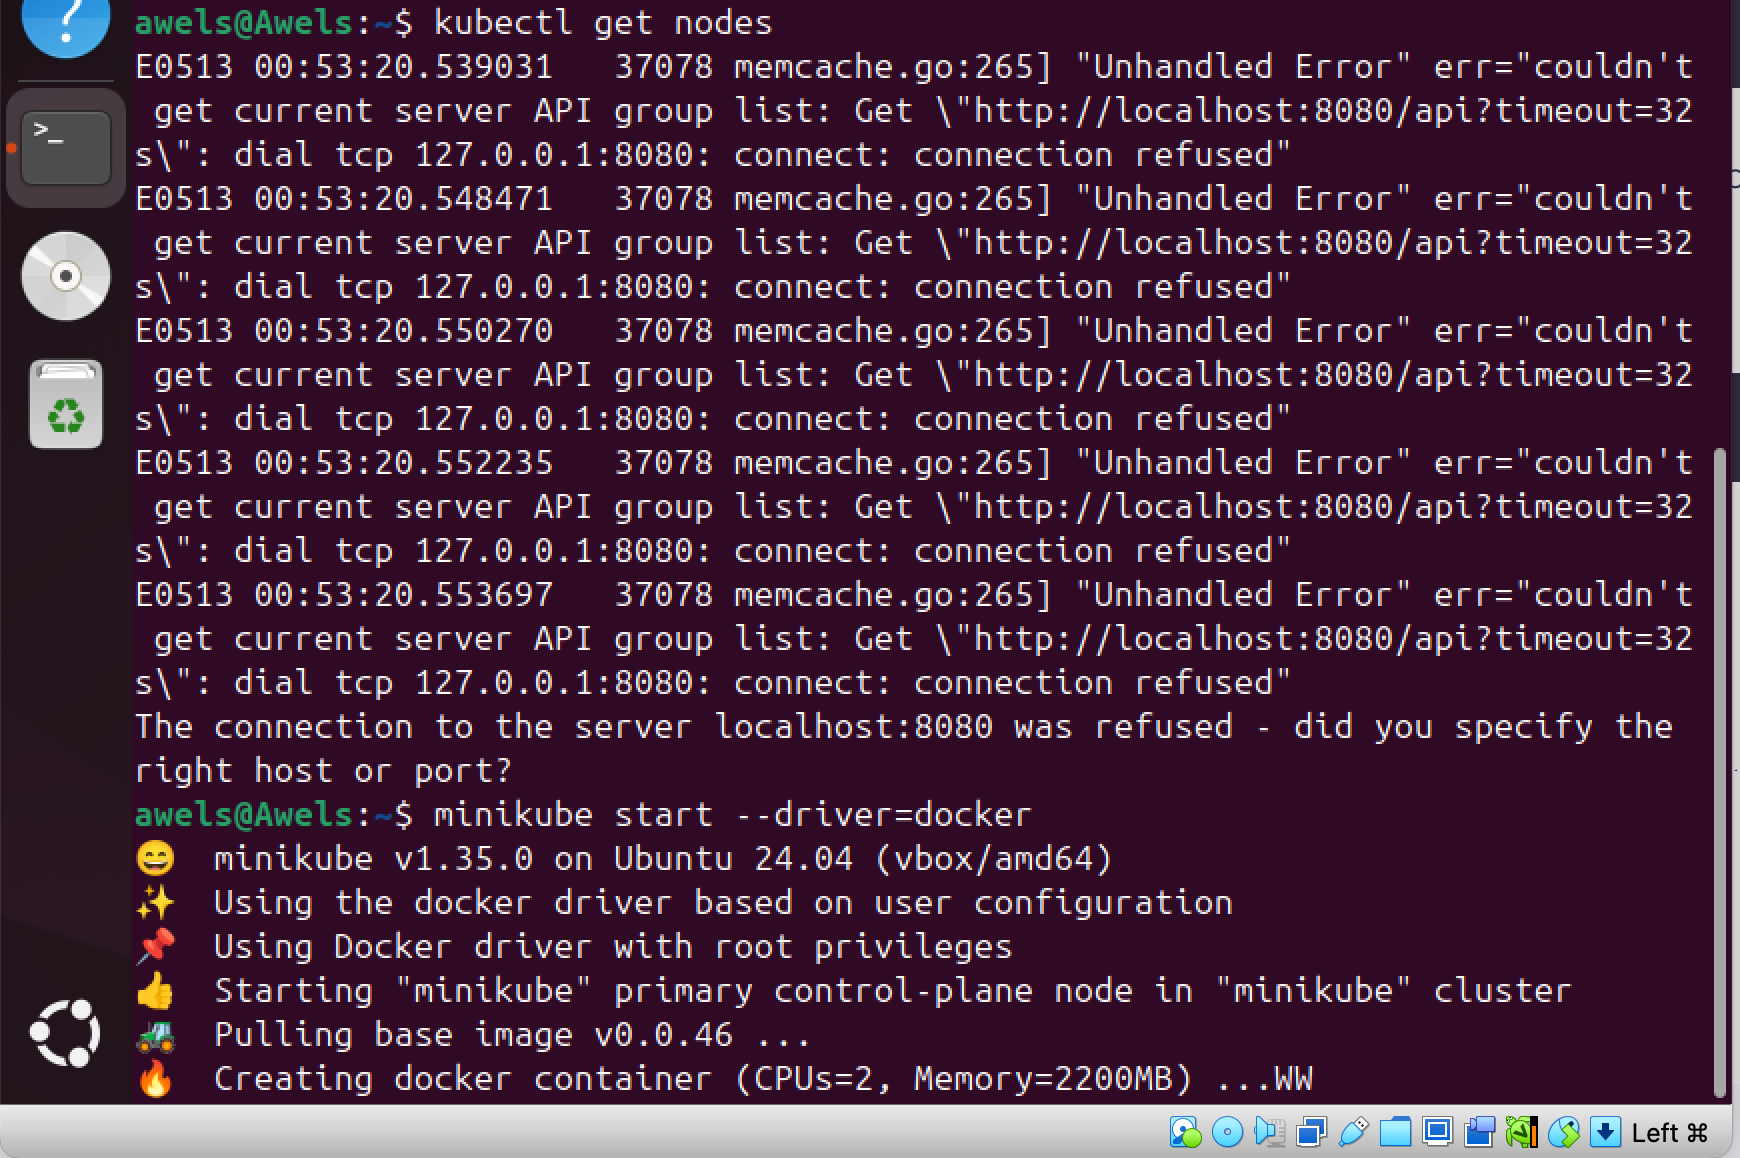 awels@Awels:~$ kubectl get nodes
E0513 00:53:20.539031   37078 memcache.go:265] "Unhandled Error" err="couldn't
 get current server API group list: Get \"http://localhost:8080/api?timeout=32
s\": dial tcp 127.0.0.1:8080: connect: connection refused"
E0513 00:53:20.548471   37078 memcache.go:265] "Unhandled Error" err="couldn't
 get current server API group list: Get \"http://localhost:8080/api?timeout=32
s\": dial tcp 127.0.0.1:8080: connect: connection refused"
E0513 00:53:20.550270   37078 memcache.go:265] "Unhandled Error" err="couldn't
 get current server API group list: Get \"http://localhost:8080/api?timeout=32
s\": dial tcp 127.0.0.1:8080: connect: connection refused"
E0513 00:53:20.552235   37078 memcache.go:265] "Unhandled Error" err="couldn't
 get current server API group list: Get \"http://localhost:8080/api?timeout=32
s\": dial tcp 127.0.0.1:8080: connect: connection refused"
E0513 00:53:20.553697   37078 memcache.go:265] "Unhandled Error" err="couldn't
 get current server API group list: Get \"http://localhost:8080/api?timeout=32
s\": dial tcp 127.0.0.1:8080: connect: connection refused"
The connection to the server localhost:8080 was refused - did you specify the
right host or port?
awels@Awels:~$ minikube start --driver=docker
😄  minikube v1.35.0 on Ubuntu 24.04 (vbox/amd64)
✨  Using the docker driver based on user configuration
📌  Using Docker driver with root privileges
👍  Starting "minikube" primary control-plane node in "minikube" cluster
🚜  Pulling base image v0.0.46 ...
🔥  Creating docker container (CPUs=2, Memory=2200MB) ...WW
Left ⌘